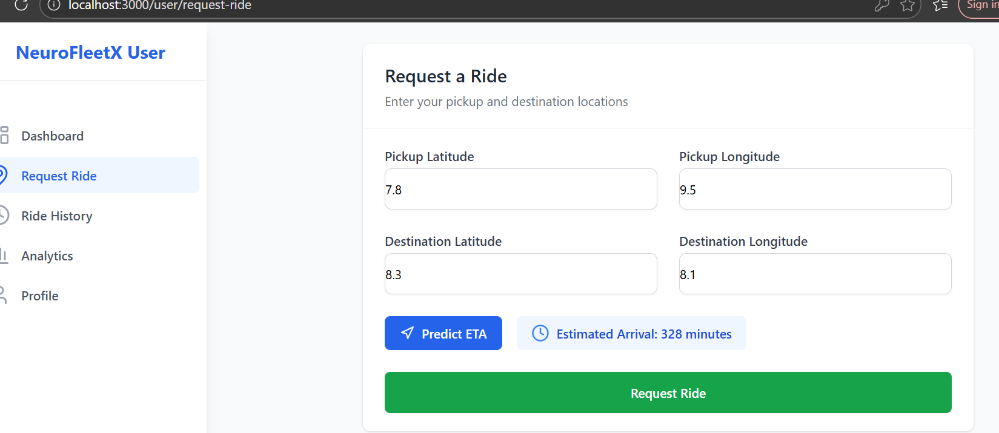 localhost:3000/user/request-ride
Sign in
NeuroFleetX User
Dashboard
Request Ride
Ride History
Analytics
Profile
Request a Ride
Enter your pickup and destination locations
Pickup Latitude
7.8
Pickup Longitude
9.5
Destination Latitude
8.3
Destination Longitude
8.1
Predict ETA
Estimated Arrival: 328 minutes
Request Ride